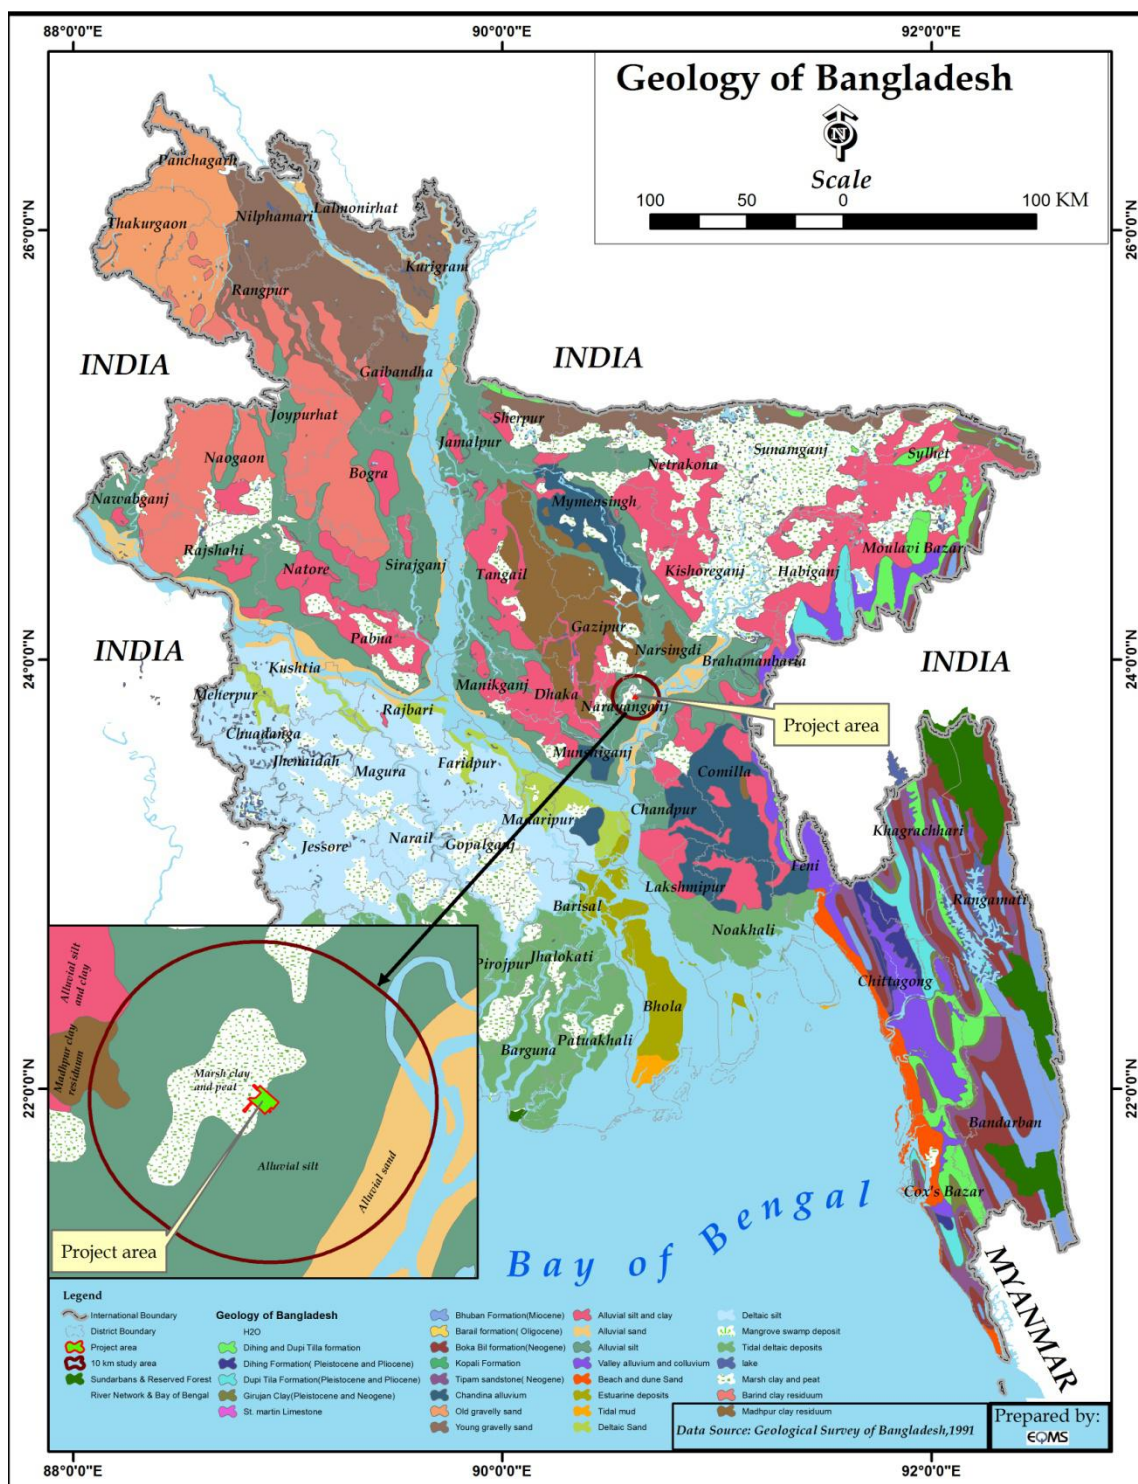 88°0'0"E
90°0'0"E
92°0'0"E
Geology of Bangladesh
N
Scale
100 50 0 100 KM
26°0'0"N
26°0'0"N
24°0'0"N
24°0'0"N
22°0'0"N
22°0'0"N
Panchagarh
Thakurgaon
Nilphamari
Lalmonirhat
Kurigram
Rangpur
INDIA
INDIA
Gaibandha
Joypurhat
Sherpur
Jamalpur
Netrakona
Sunamganj
Sylhet
Naogaon
Bogra
Nawabganj
Mymensingh
Rajshahi
Natore
Sirajganj
Tangail
Kishoreganj
Habiganj
Moulavi Bazar
Pabna
Gazipur
Narsingdi
Brahamanbaria
INDIA
INDIA
Kushtia
Meherpur
Manikganj
Dhaka
Narayanganj
Rajbari
Project area
Chuadanga
Jhenaidah
Magura
Faridpur
Munshiganj
Comilla
Chandpur
Madaripur
Khagrachhari
Jessore
Narail
Gopalganj
Feni
Lakshmipur
Rangamati
Barisal
Noakhali
Pirojpur
Jhalokati
Chittagong
Bhola
Barguna
Patuakhali
Bandarban
Cox's Bazar
Bay of Bengal
MYANMAR
Alluvial silt
and clay
Madhpur clay
residuum
Marsh clay
and peat
Alluvial silt
Alluvial sand
Project area
Legend
International Boundary
District Boundary
Project area
10 km study area
Sundarbans & Reserved Forest
River Network & Bay of Bengal
Geology of Bangladesh
H2O
Dihing and Dupi Tilla formation
Dihing Formation( Pleistocene and Pliocene)
Dupi Tila Formation(Pleistocene and Pliocene)
Girujan Clay(Pleistocene and Neogene)
St. martin Limestone
Bhuban Formation(Miocene)
Barail formation( Oligocene)
Boka Bil formation(Neogene)
Kopali Formation
Tipam sandstone( Neogene)
Chandina alluvium
Old gravelly sand
Young gravelly sand
Alluvial silt and clay
Alluvial sand
Alluvial silt
Valley alluvium and colluvium
Beach and dune Sand
Estuarine deposits
Tidal mud
Deltaic Sand
Deltaic silt
Mangrove swamp deposit
Tidal deltaic deposits
lake
Marsh clay and peat
Barind clay residuum
Madhpur clay residuum
Data Source: Geological Survey of Bangladesh,1991
Prepared by:
EQMS
88°0'0"E
90°0'0"E
92°0'0"E